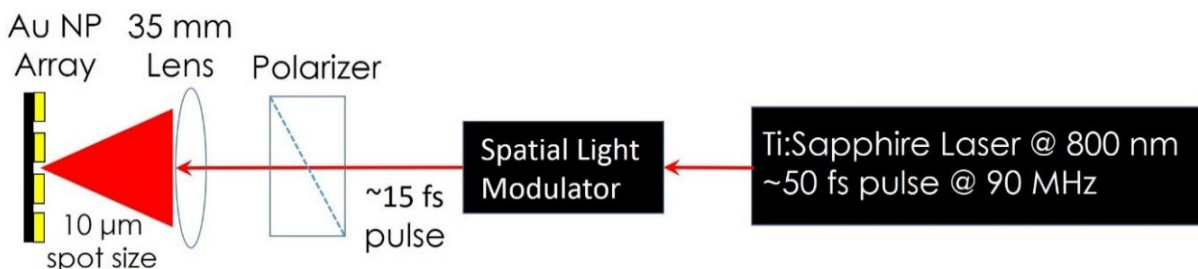 Au NP
Array
35 mm
Lens
Polarizer
10 µm
spot size
~15 fs
pulse
Spatial Light
Modulator
Ti:Sapphire Laser @ 800 nm
~50 fs pulse @ 90 MHz